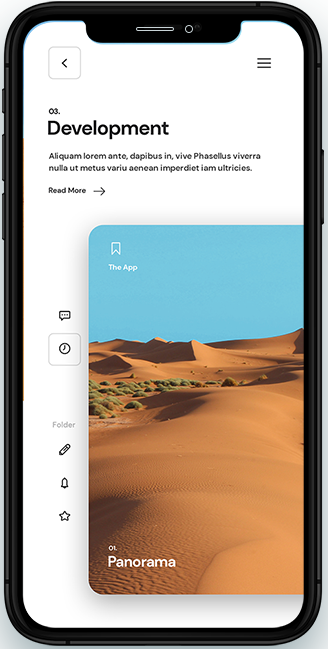 03.
Development
Aliquam lorem ante, dapibus in, vive Phasellus viverra
nulla ut metus variu aenean imperdiet iam ultricies.
Read More
The App
Folder
01.
Panorama